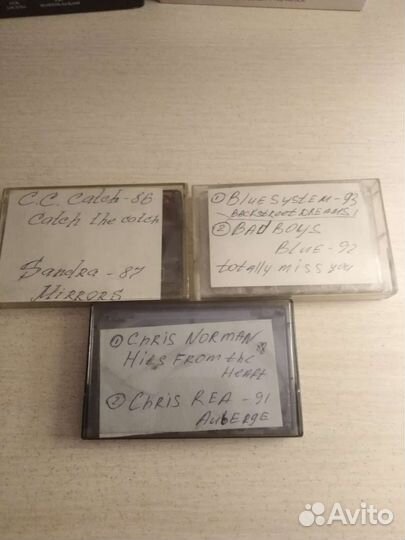 C.C. Catch-86
Catch the catch
Sandra-87
Mirrors
① Blue System-93
Backstreet Dreams
② Bad Boys
Blue-92
totally miss you
① Chris Norman
Hits From the 88
Heart
② Chris Rea-91
Auberge
Avito